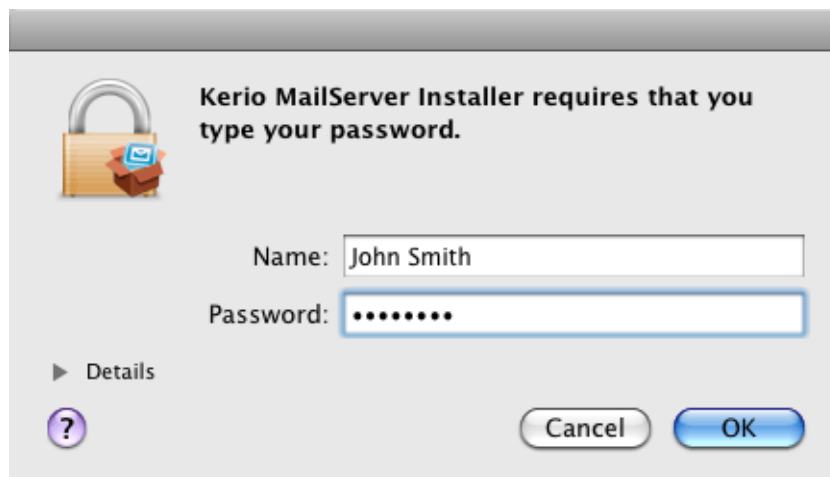 Kerio MailServer Installer requires that you
type your password.
Name: John Smith
Password: ••••••••
Details
?
Cancel OK